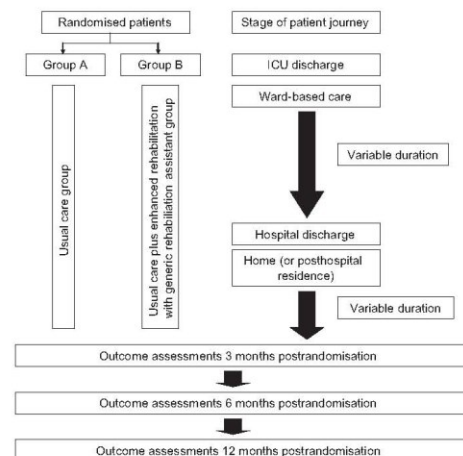 Randomised patients
Stage of patient journey
Group A
Group B
ICU discharge
Ward-based care
Usual care group
Usual care plus enhanced rehabilitation
with generic rehabiliation assistant group
Variable duration
Hospital discharge
Home (or posthospital
residence)
Variable duration
Outcome assessments 3 months postrandomisation
Outcome assessments 6 months postrandomisation
Outcome assessments 12 months postrandomisation